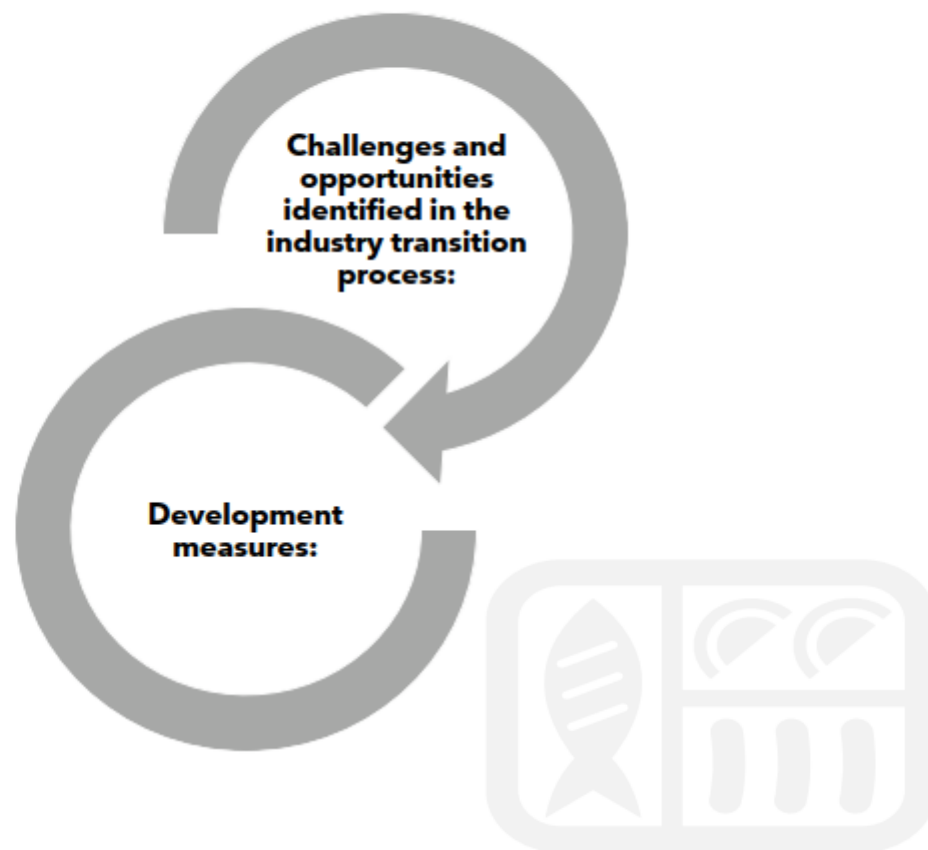 Challenges and
opportunities
identified in the
industry transition
process:
Development
measures: